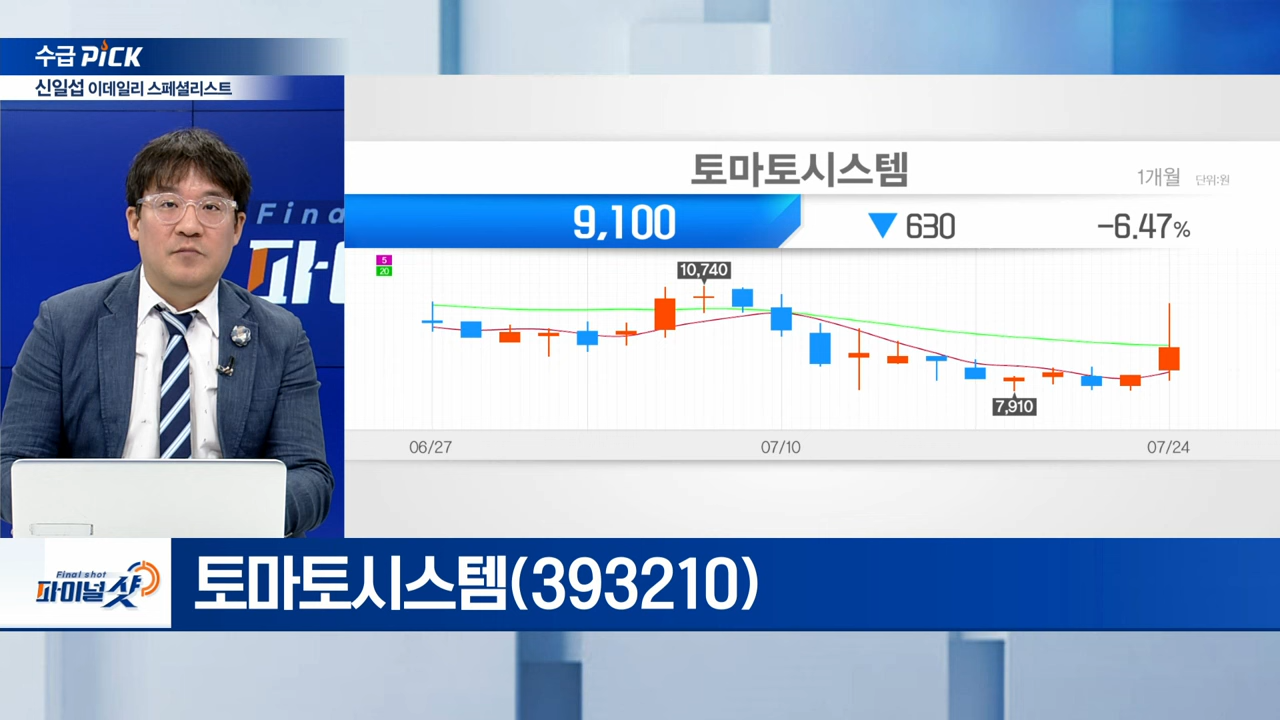 수급 PiCK
신일섭 이데일리 스페셜리스트
Final
파이
토마토시스템
1개월 단위:원
9,100
▼ 630
-6.47%
5
20
10,740
7,910
06/27
07/10
07/24
Final shot
파이널샷
토마토시스템(393210)